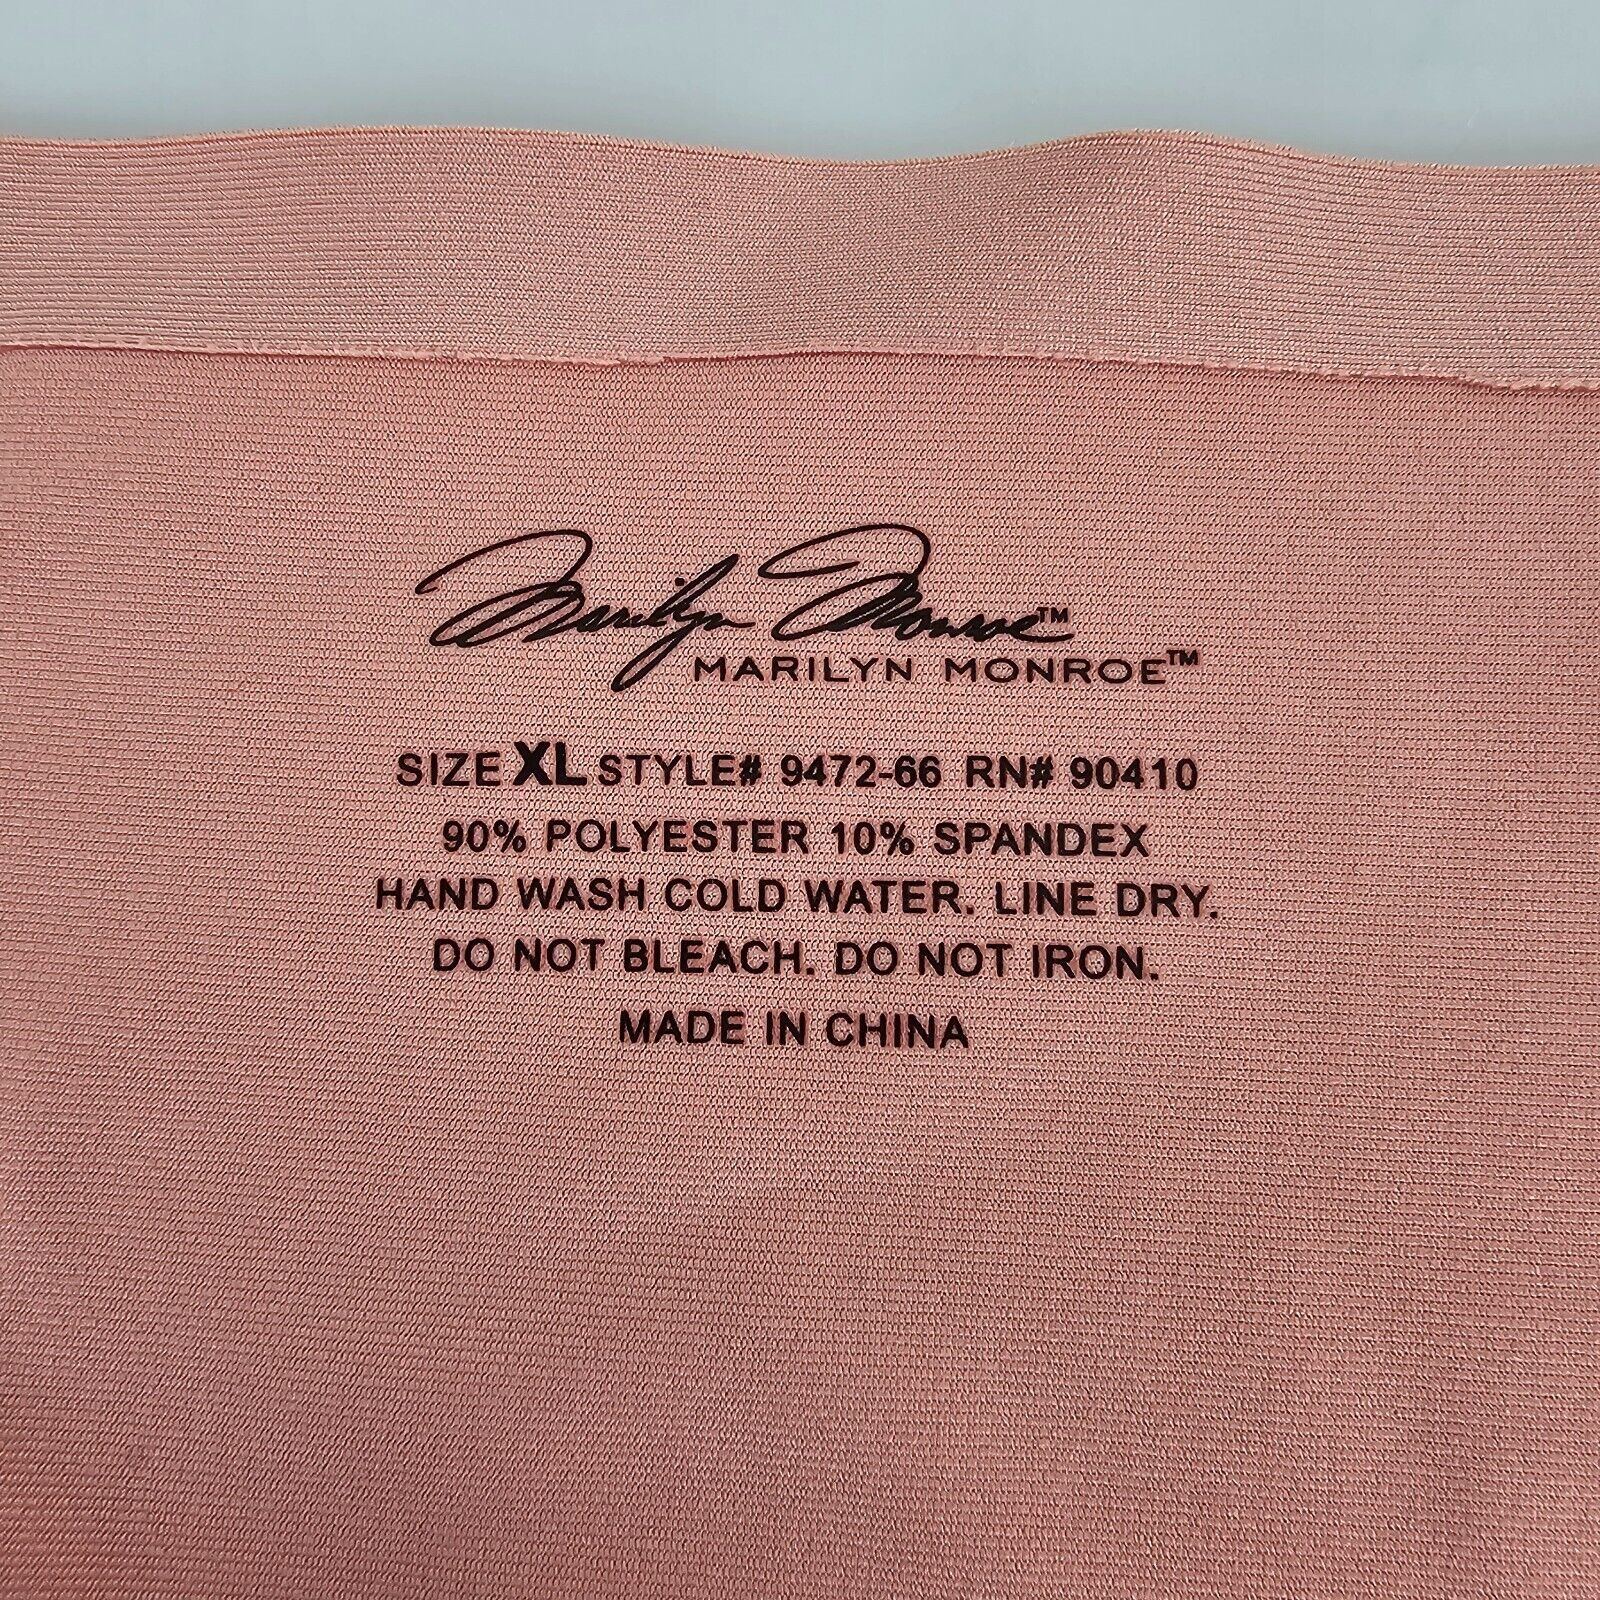 Marilyn Monroe™
MARILYN MONROE™
SIZE XL STYLE# 9472-66 RN# 90410
90% POLYESTER 10% SPANDEX
HAND WASH COLD WATER. LINE DRY.
DO NOT BLEACH. DO NOT IRON.
MADE IN CHINA